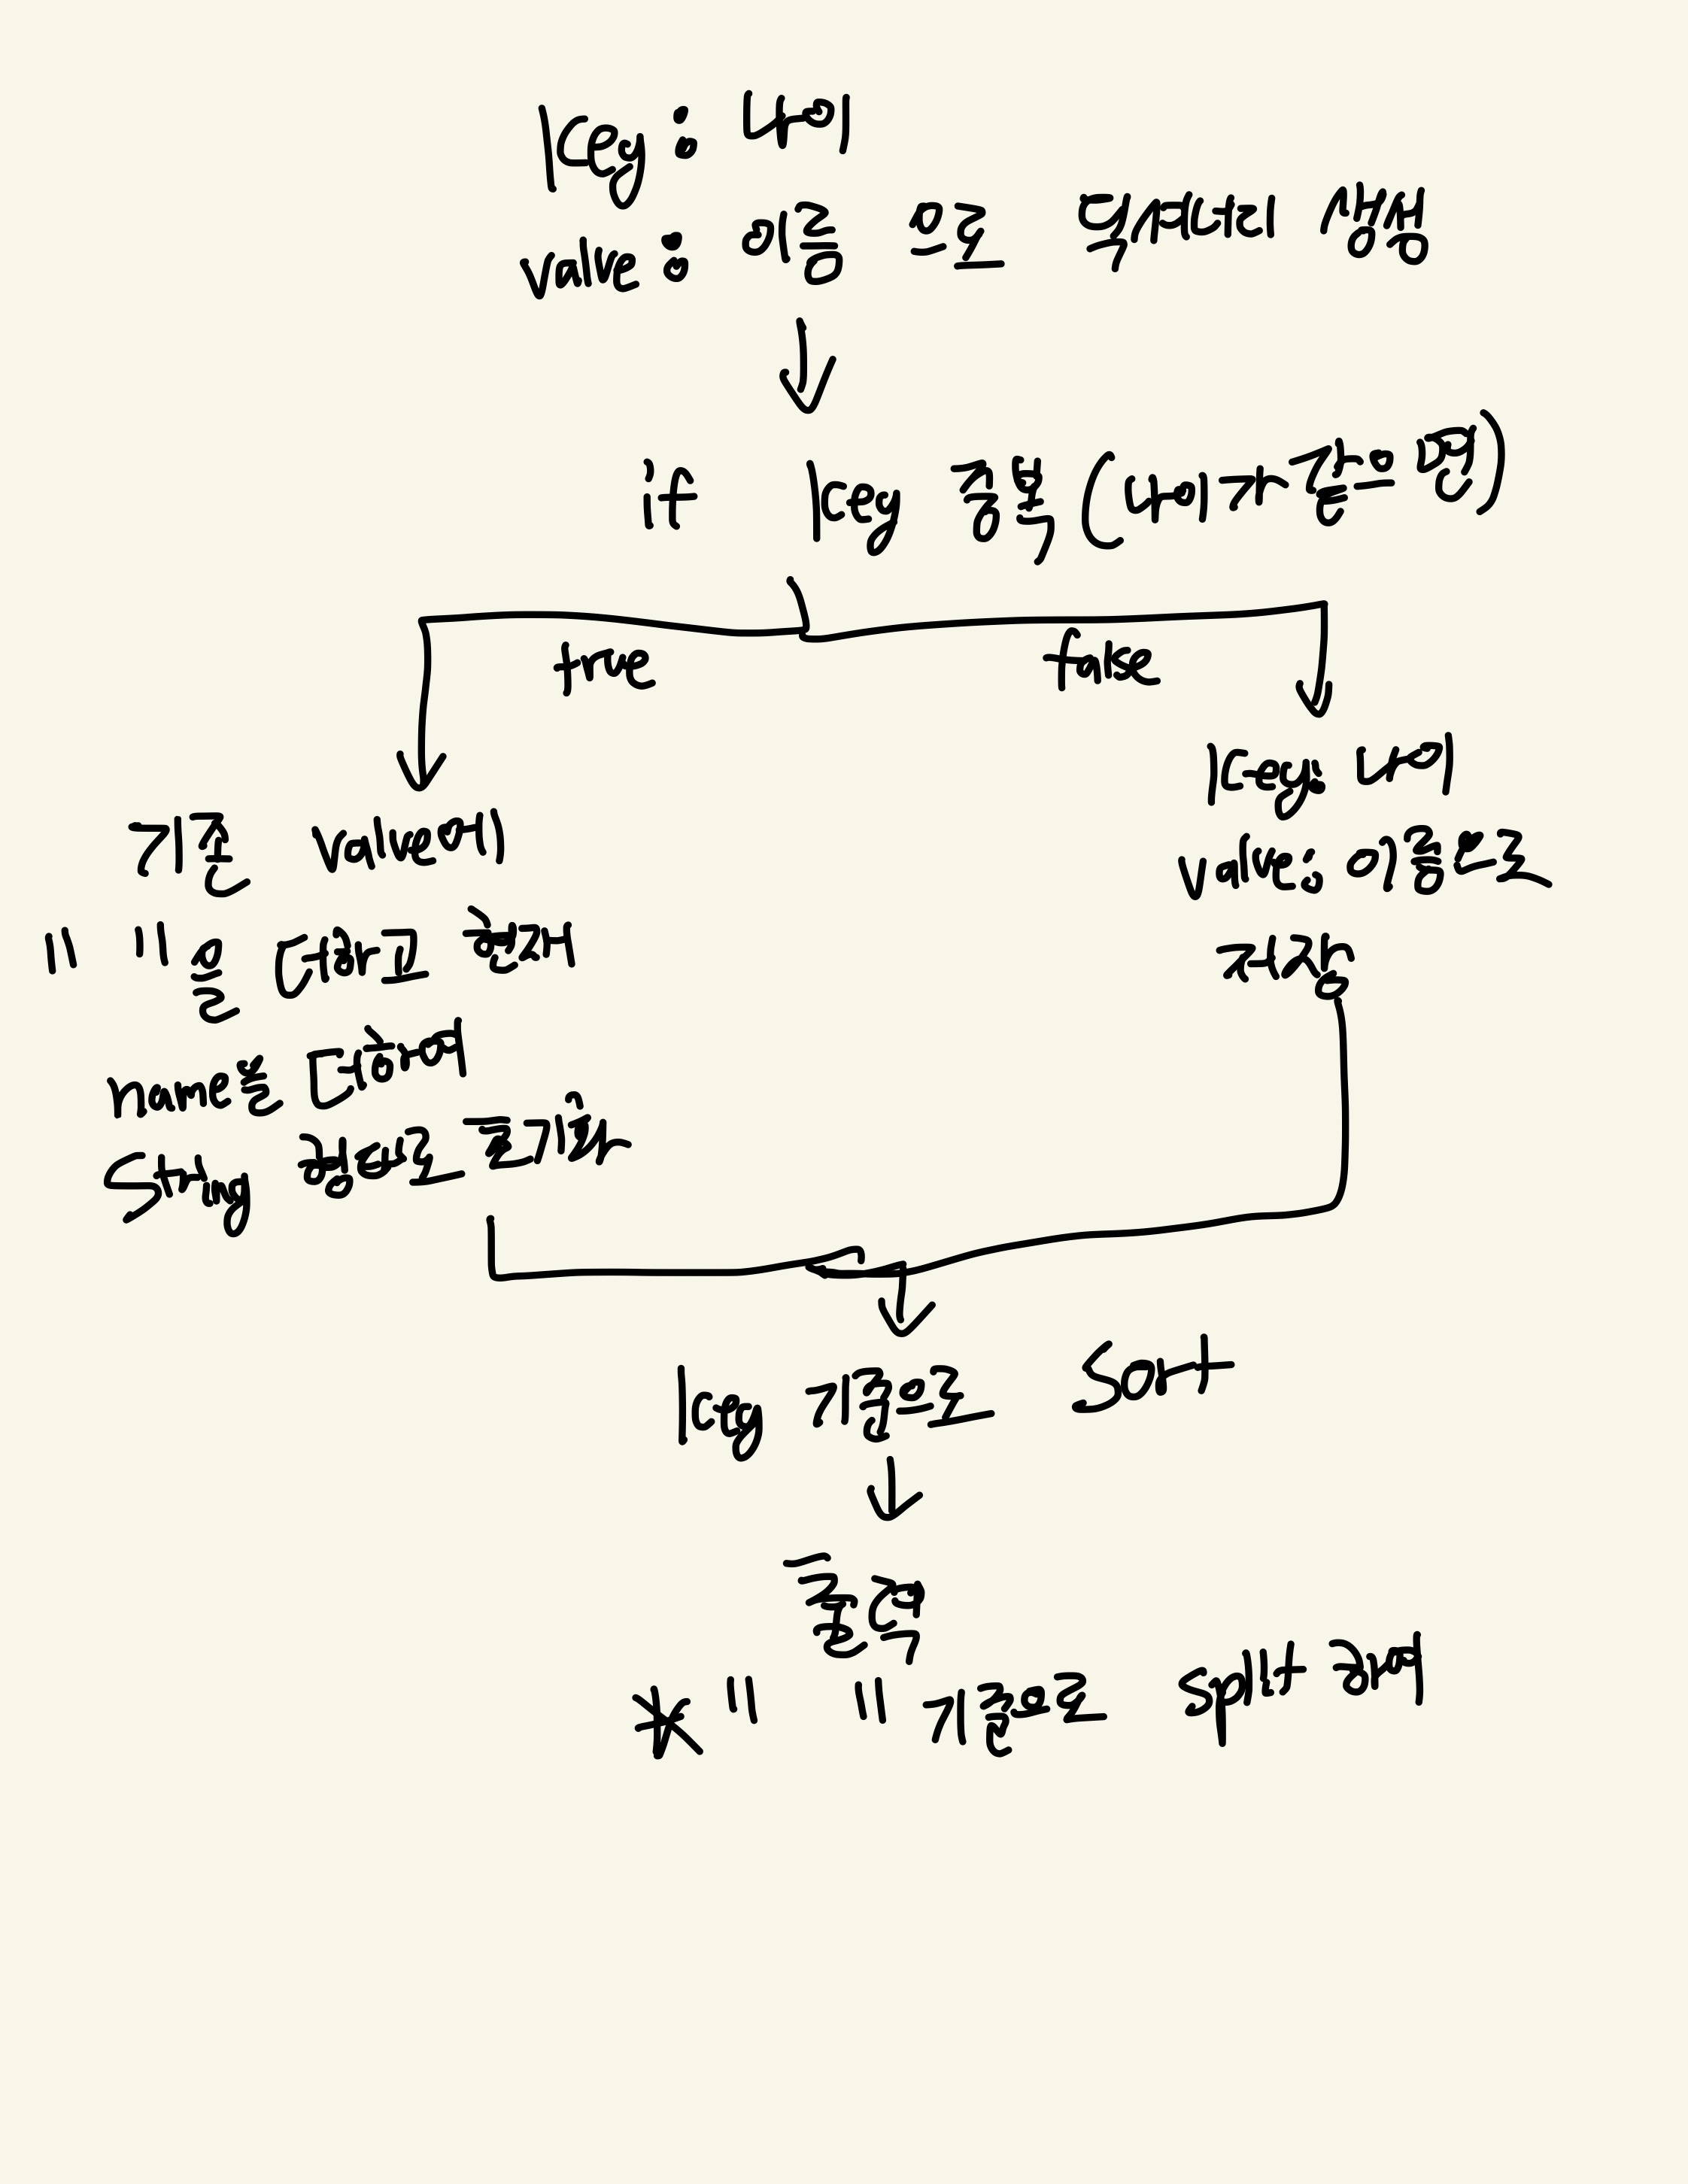 key : 나이
value : 이름 으로 딕셔너리 생성
if key 중복 (나이가 같으면)
true
false
key: 나이
value: 이름으로
저장
기존 value에
" "을 더하고 현재
name을 더하여
String 형태로 초기화
key 기준으로 Sort
출력
* " " 기준으로 split 하여